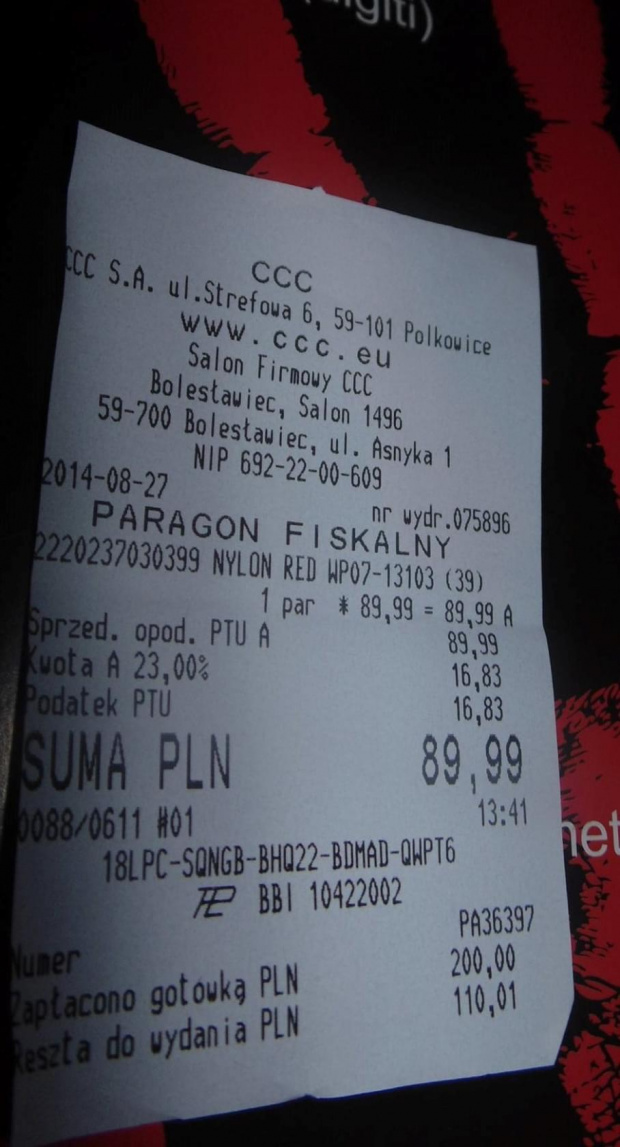 CCC
CCC S.A. ul.Strefowa 6, 59-101 Polkowice
www.ccc.eu
Salon Firmowy CCC
Bolesławiec, Salon 1496
59-700 Bolesławiec, ul. Asnyka 1
NIP 692-22-00-609
2014-08-27 nr wydr.075896
PARAGON FISKALNY
2220237030399 NYLON RED WP07-13103 (39)
1 par * 89,99 = 89,99 A
Sprzed. opod. PTU A 89,99
Kwota A 23,00% 16,83
Podatek PTU 16,83
SUMA PLN 89,99
0088/0611 #01 13:41
18LPC-SQNGB-BHQ22-BDMAD-QWPT6
BBI 10422002
Numer PA36397
Zapłacono gotówką PLN 200,00
Reszta do wydania PLN 110,01